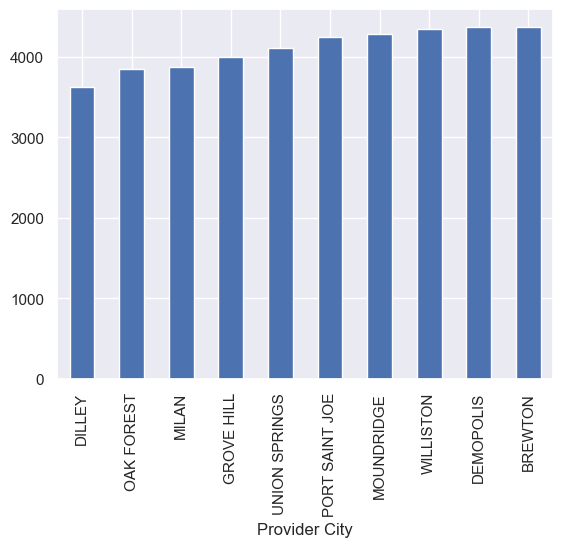 4000
3000
2000
1000
0
DILLEY
OAK FOREST
MILAN
GROVE HILL
UNION SPRINGS
PORT SAINT JOE
MOUNDRIDGE
WILLISTON
DEMOPOLIS
BREWTON
Provider City